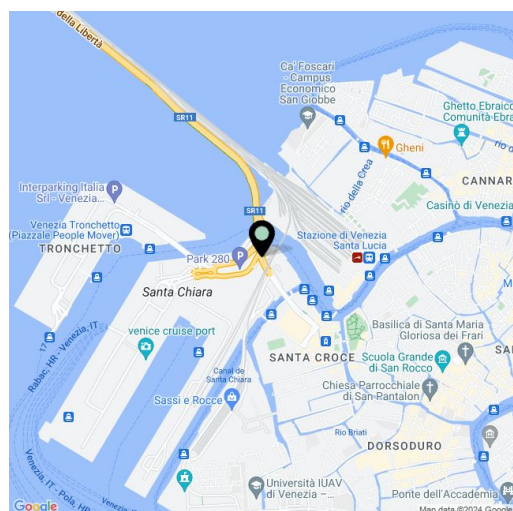 della Libertà
SR11
Ca' Foscari
- Campus
Economico
San Giobbe
Ghetto Ebraico
Comunità Ebra
rio d
Gheni
rio della Crea
CANNAR
Casinò di Venezia
Interparking Italia
Srl - Venezia...
SR11
Venezia Tronchetto
(Piazzale People Mover)
TRONCHETTO
Park 280
Stazione di Venezia
Santa Lucia
Santa Chiara
venice cruise port
Basilica di Santa Maria
Gloriosa dei Frari
SANTA CROCE
SA
Scuola Grande
di San Rocco
17
Canal de
Santa Chiara
Chiesa Parrocchiale
di San Pantalon
Sassi e Rocce
Rabac, HR - Venezia, IT
Rio Briati
DORSODURO
Venezia, IT - Pola, HR
Università IUAV
di Venezia -...
Ponte dell'Accademia
Google
Map data ©2024 Google